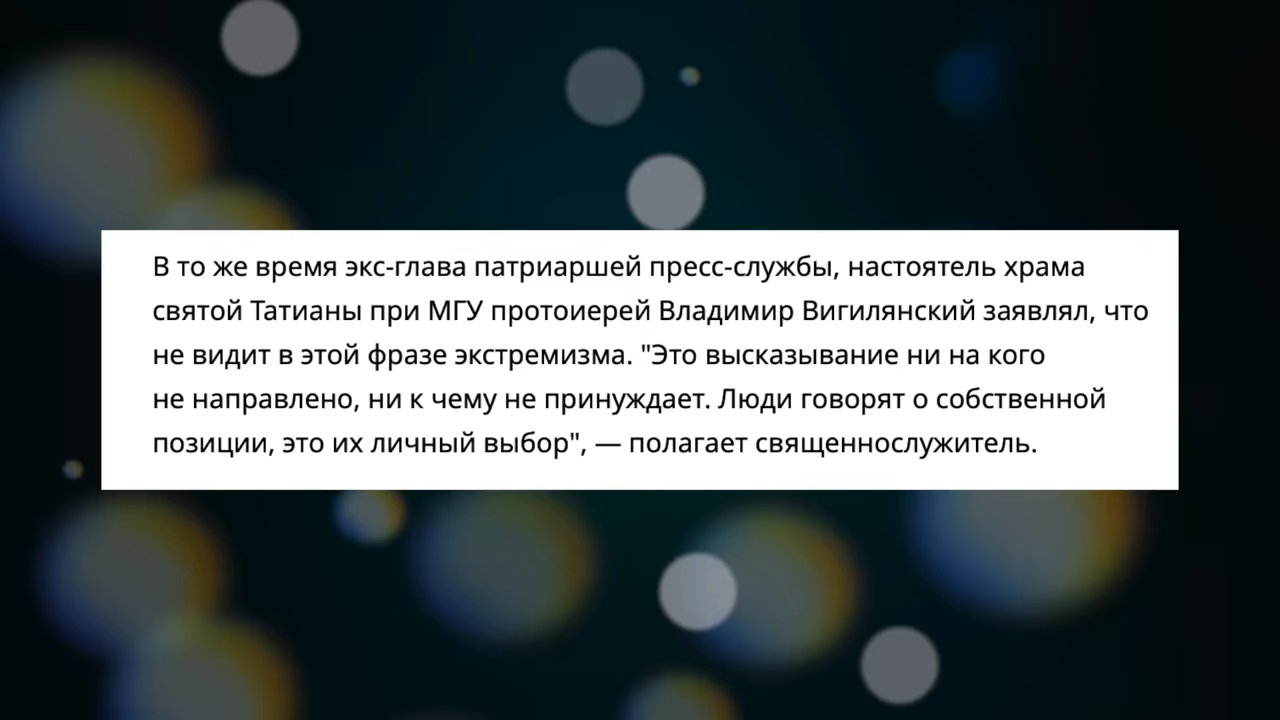 В то же время экс-глава патриаршей пресс-службы, настоятель храма
святой Татианы при МГУ протоиерей Владимир Вигилянский заявлял, что
не видит в этой фразе экстремизма. "Это высказывание ни на кого
не направлено, ни к чему не принуждает. Люди говорят о собственной
позиции, это их личный выбор", — полагает священнослужитель.